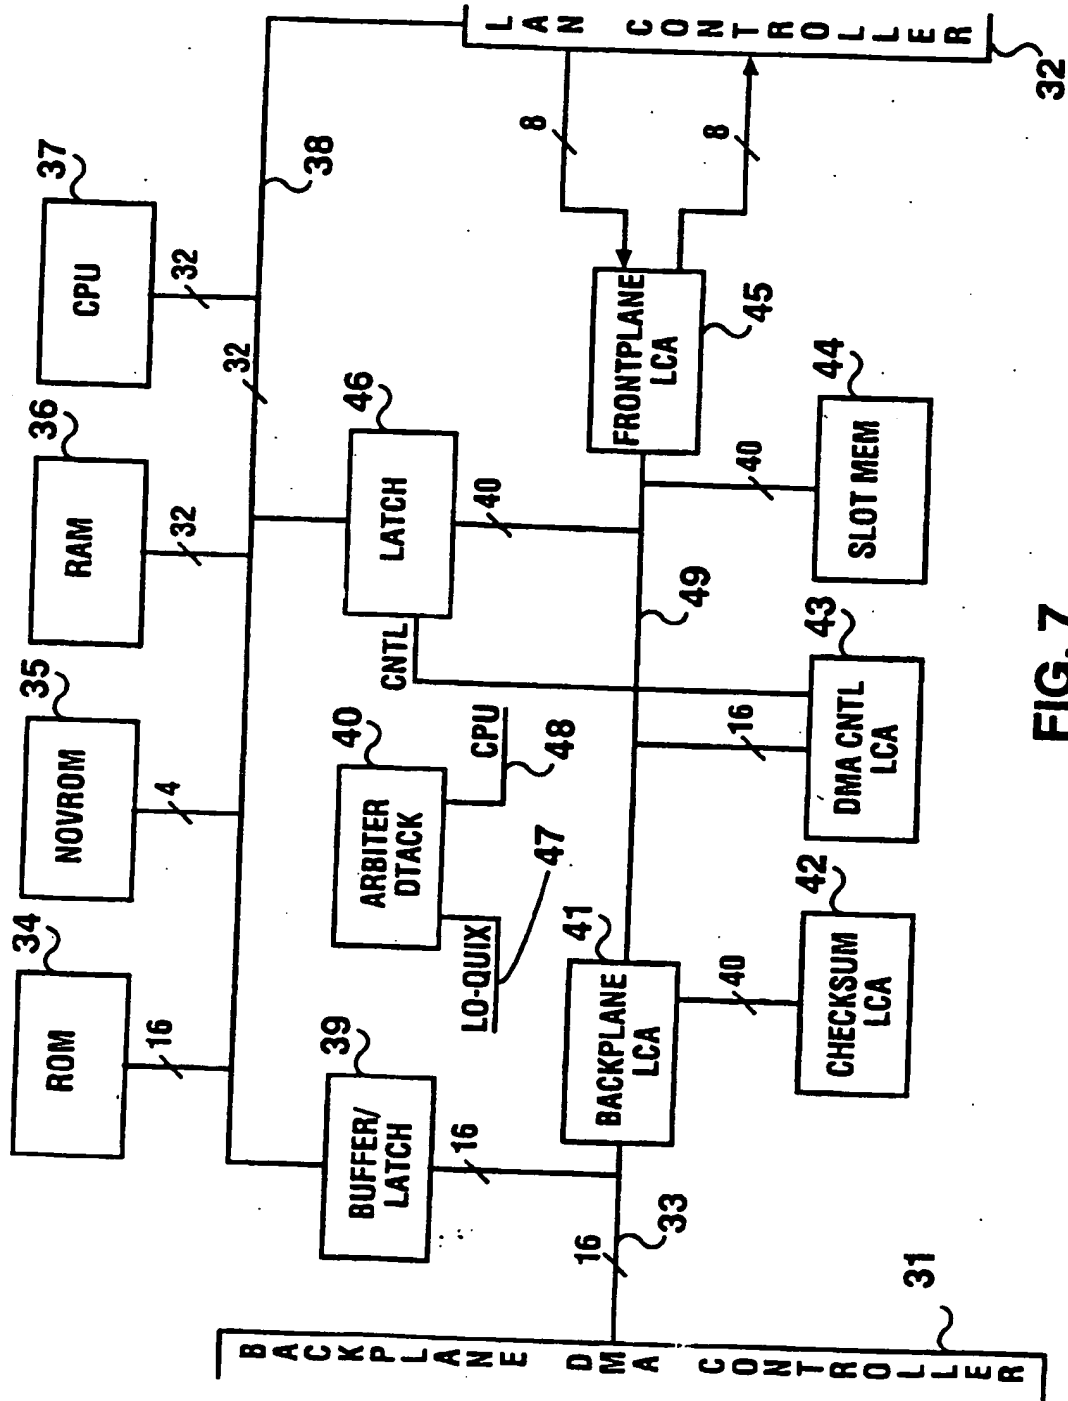 ROM
34
16
NOVROM
35
4
RAM
36
32
CPU
37
32
32
38
BUFFER/
LATCH
39
16
ARBITER
DTACK
40
LO-QUIX
47
CPU
48
LATCH
46
CNTL
40
BACKPLANE DMA CONTROLLER
31
16
33
BACKPLANE
LCA
41
49
FRONTPLANE
LCA
45
8
8
LAN CONTROLLER
32
CHECKSUM
LCA
42
40
DMA CNTL
LCA
43
16
SLOT MEM
44
40
FIG. 7